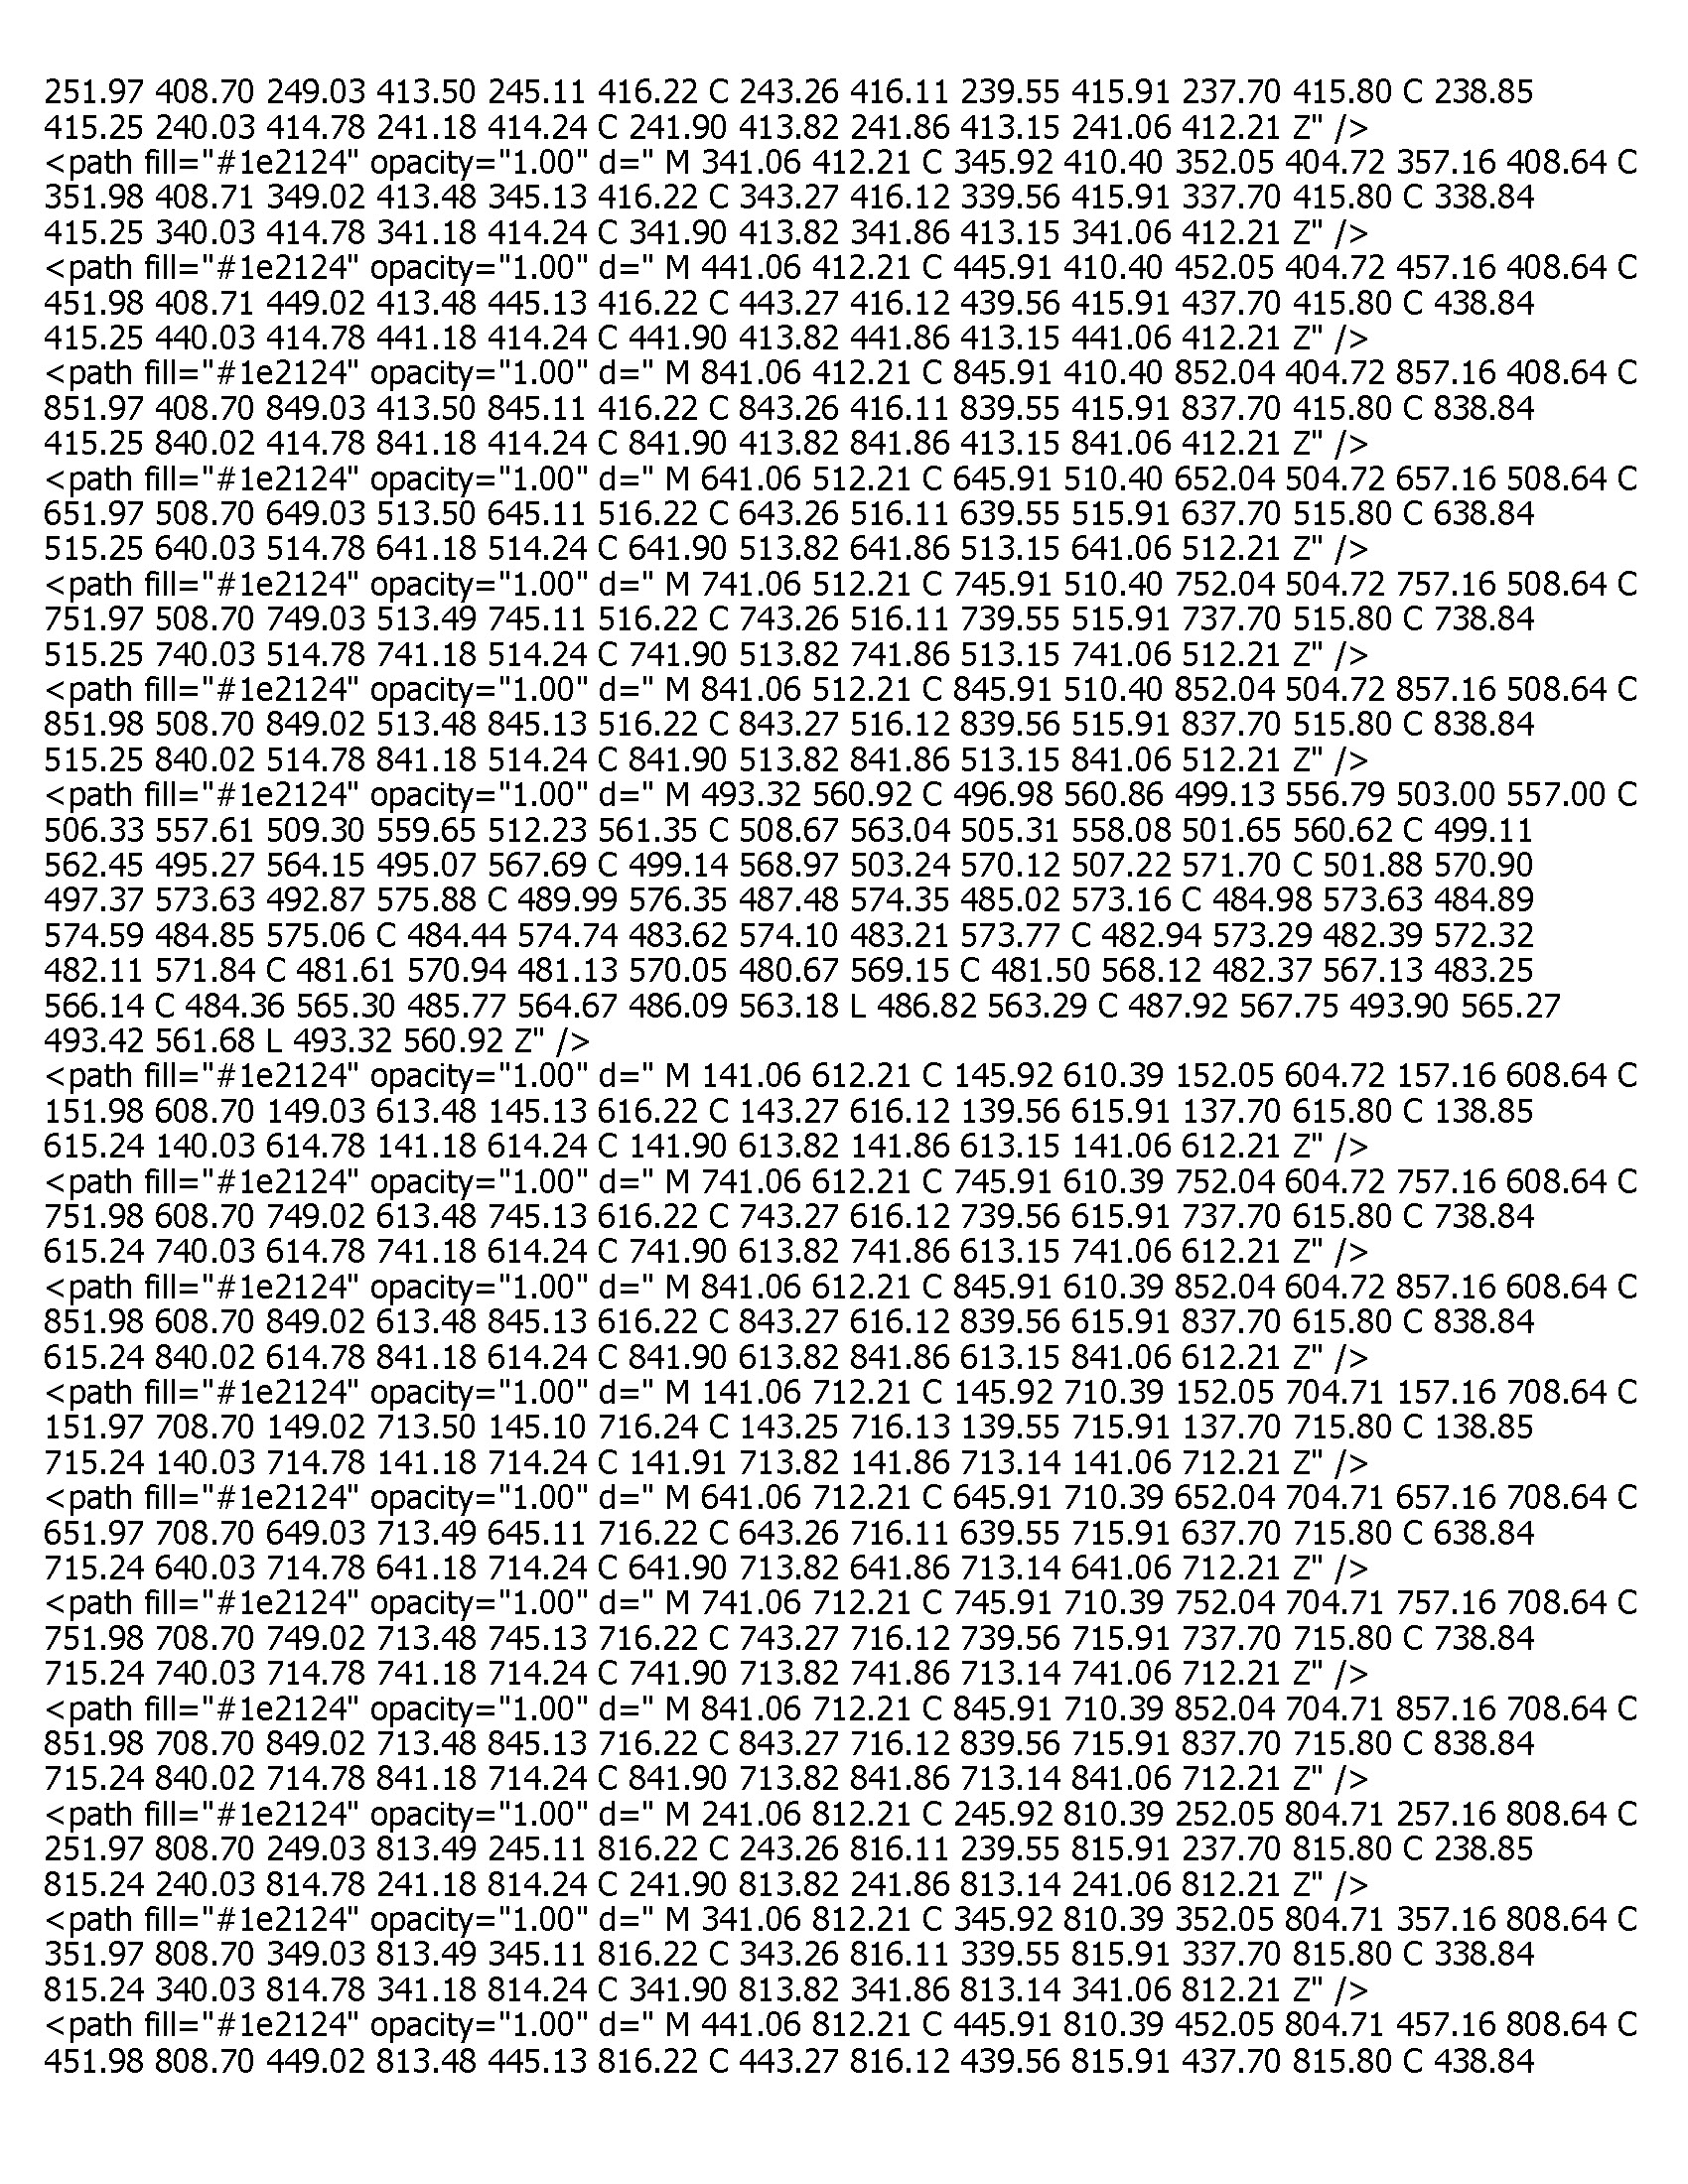 251.97 408.70 249.03 413.50 245.11 416.22 C 243.26 416.11 239.55 415.91 237.70 415.80 C 238.85
415.25 240.03 414.78 241.18 414.24 C 241.90 413.82 241.86 413.15 241.06 412.21 Z" />
<path fill="#1e2124" opacity="1.00" d=" M 341.06 412.21 C 345.92 410.40 352.05 404.72 357.16 408.64 C
351.98 408.71 349.02 413.48 345.13 416.22 C 343.27 416.12 339.56 415.91 337.70 415.80 C 338.84
415.25 340.03 414.78 341.18 414.24 C 341.90 413.82 341.86 413.15 341.06 412.21 Z" />
<path fill="#1e2124" opacity="1.00" d=" M 441.06 412.21 C 445.91 410.40 452.05 404.72 457.16 408.64 C
451.98 408.71 449.02 413.48 445.13 416.22 C 443.27 416.12 439.56 415.91 437.70 415.80 C 438.84
415.25 440.03 414.78 441.18 414.24 C 441.90 413.82 441.86 413.15 441.06 412.21 Z" />
<path fill="#1e2124" opacity="1.00" d=" M 841.06 412.21 C 845.91 410.40 852.04 404.72 857.16 408.64 C
851.97 408.70 849.03 413.50 845.11 416.22 C 843.26 416.11 839.55 415.91 837.70 415.80 C 838.84
415.25 840.02 414.78 841.18 414.24 C 841.90 413.82 841.86 413.15 841.06 412.21 Z" />
<path fill="#1e2124" opacity="1.00" d=" M 641.06 512.21 C 645.91 510.40 652.04 504.72 657.16 508.64 C
651.97 508.70 649.03 513.50 645.11 516.22 C 643.26 516.11 639.55 515.91 637.70 515.80 C 638.84
515.25 640.03 514.78 641.18 514.24 C 641.90 513.82 641.86 513.15 641.06 512.21 Z" />
<path fill="#1e2124" opacity="1.00" d=" M 741.06 512.21 C 745.91 510.40 752.04 504.72 757.16 508.64 C
751.97 508.70 749.03 513.49 745.11 516.22 C 743.26 516.11 739.55 515.91 737.70 515.80 C 738.84
515.25 740.03 514.78 741.18 514.24 C 741.90 513.82 741.86 513.15 741.06 512.21 Z" />
<path fill="#1e2124" opacity="1.00" d=" M 841.06 512.21 C 845.91 510.40 852.04 504.72 857.16 508.64 C
851.98 508.70 849.02 513.48 845.13 516.22 C 843.27 516.12 839.56 515.91 837.70 515.80 C 838.84
515.25 840.02 514.78 841.18 514.24 C 841.90 513.82 841.86 513.15 841.06 512.21 Z" />
<path fill="#1e2124" opacity="1.00" d=" M 493.32 560.92 C 496.98 560.86 499.13 556.79 503.00 557.00 C
506.33 557.61 509.30 559.65 512.23 561.35 C 508.67 563.04 505.31 558.08 501.65 560.62 C 499.11
562.45 495.27 564.15 495.07 567.69 C 499.14 568.97 503.24 570.12 507.22 571.70 C 501.88 570.90
497.37 573.63 492.87 575.88 C 489.99 576.35 487.48 574.35 485.02 573.16 C 484.98 573.63 484.89
574.59 484.85 575.06 C 484.44 574.74 483.62 574.10 483.21 573.77 C 482.94 573.29 482.39 572.32
482.11 571.84 C 481.61 570.94 481.13 570.05 480.67 569.15 C 481.50 568.12 482.37 567.13 483.25
566.14 C 484.36 565.30 485.77 564.67 486.09 563.18 L 486.82 563.29 C 487.92 567.75 493.90 565.27
493.42 561.68 L 493.32 560.92 Z" />
<path fill="#1e2124" opacity="1.00" d=" M 141.06 612.21 C 145.92 610.39 152.05 604.72 157.16 608.64 C
151.98 608.70 149.03 613.48 145.13 616.22 C 143.27 616.12 139.56 615.91 137.70 615.80 C 138.85
615.24 140.03 614.78 141.18 614.24 C 141.90 613.82 141.86 613.15 141.06 612.21 Z" />
<path fill="#1e2124" opacity="1.00" d=" M 741.06 612.21 C 745.91 610.39 752.04 604.72 757.16 608.64 C
751.98 608.70 749.02 613.48 745.13 616.22 C 743.27 616.12 739.56 615.91 737.70 615.80 C 738.84
615.24 740.03 614.78 741.18 614.24 C 741.90 613.82 741.86 613.15 741.06 612.21 Z" />
<path fill="#1e2124" opacity="1.00" d=" M 841.06 612.21 C 845.91 610.39 852.04 604.72 857.16 608.64 C
851.98 608.70 849.02 613.48 845.13 616.22 C 843.27 616.12 839.56 615.91 837.70 615.80 C 838.84
615.24 840.02 614.78 841.18 614.24 C 841.90 613.82 841.86 613.15 841.06 612.21 Z" />
<path fill="#1e2124" opacity="1.00" d=" M 141.06 712.21 C 145.92 710.39 152.05 704.71 157.16 708.64 C
151.97 708.70 149.02 713.50 145.10 716.24 C 143.25 716.13 139.55 715.91 137.70 715.80 C 138.85
715.24 140.03 714.78 141.18 714.24 C 141.91 713.82 141.86 713.14 141.06 712.21 Z" />
<path fill="#1e2124" opacity="1.00" d=" M 641.06 712.21 C 645.91 710.39 652.04 704.71 657.16 708.64 C
651.97 708.70 649.03 713.49 645.11 716.22 C 643.26 716.11 639.55 715.91 637.70 715.80 C 638.84
715.24 640.03 714.78 641.18 714.24 C 641.90 713.82 641.86 713.14 641.06 712.21 Z" />
<path fill="#1e2124" opacity="1.00" d=" M 741.06 712.21 C 745.91 710.39 752.04 704.71 757.16 708.64 C
751.98 708.70 749.02 713.48 745.13 716.22 C 743.27 716.12 739.56 715.91 737.70 715.80 C 738.84
715.24 740.03 714.78 741.18 714.24 C 741.90 713.82 741.86 713.14 741.06 712.21 Z" />
<path fill="#1e2124" opacity="1.00" d=" M 841.06 712.21 C 845.91 710.39 852.04 704.71 857.16 708.64 C
851.98 708.70 849.02 713.48 845.13 716.22 C 843.27 716.12 839.56 715.91 837.70 715.80 C 838.84
715.24 840.02 714.78 841.18 714.24 C 841.90 713.82 841.86 713.14 841.06 712.21 Z" />
<path fill="#1e2124" opacity="1.00" d=" M 241.06 812.21 C 245.92 810.39 252.05 804.71 257.16 808.64 C
251.97 808.70 249.03 813.49 245.11 816.22 C 243.26 816.11 239.55 815.91 237.70 815.80 C 238.85
815.24 240.03 814.78 241.18 814.24 C 241.90 813.82 241.86 813.14 241.06 812.21 Z" />
<path fill="#1e2124" opacity="1.00" d=" M 341.06 812.21 C 345.92 810.39 352.05 804.71 357.16 808.64 C
351.97 808.70 349.03 813.49 345.11 816.22 C 343.26 816.11 339.55 815.91 337.70 815.80 C 338.84
815.24 340.03 814.78 341.18 814.24 C 341.90 813.82 341.86 813.14 341.06 812.21 Z" />
<path fill="#1e2124" opacity="1.00" d=" M 441.06 812.21 C 445.91 810.39 452.05 804.71 457.16 808.64 C
451.98 808.70 449.02 813.48 445.13 816.22 C 443.27 816.12 439.56 815.91 437.70 815.80 C 438.84